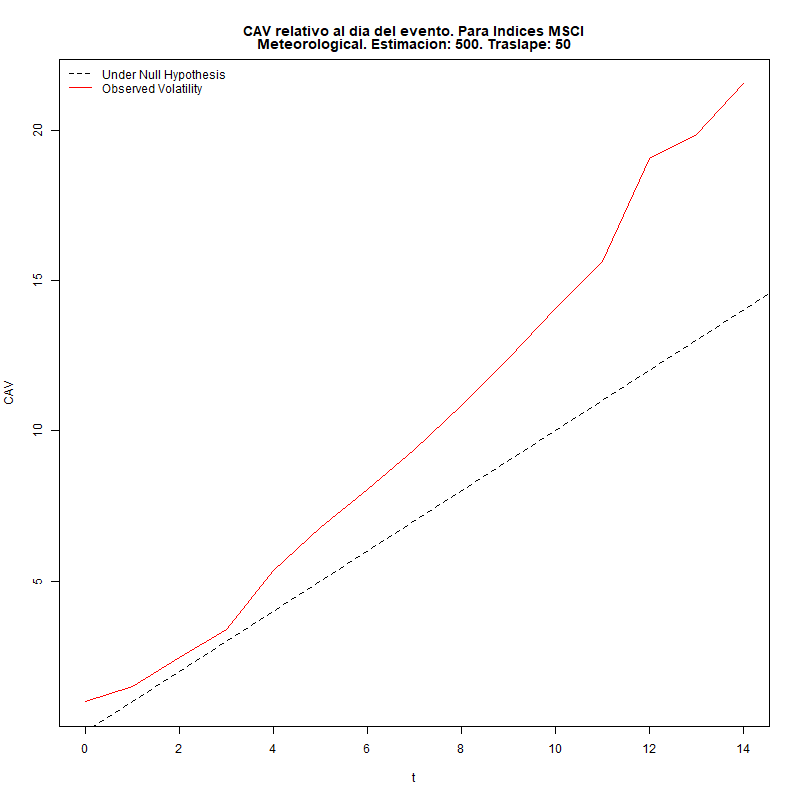 CAV relativo al dia del evento. Para Indices MSCI
Meteorological. Estimacion: 500. Traslape: 50
Under Null Hypothesis
Observed Volatility
20
15
10
5
CAV
0 2 4 6 8 10 12 14
t